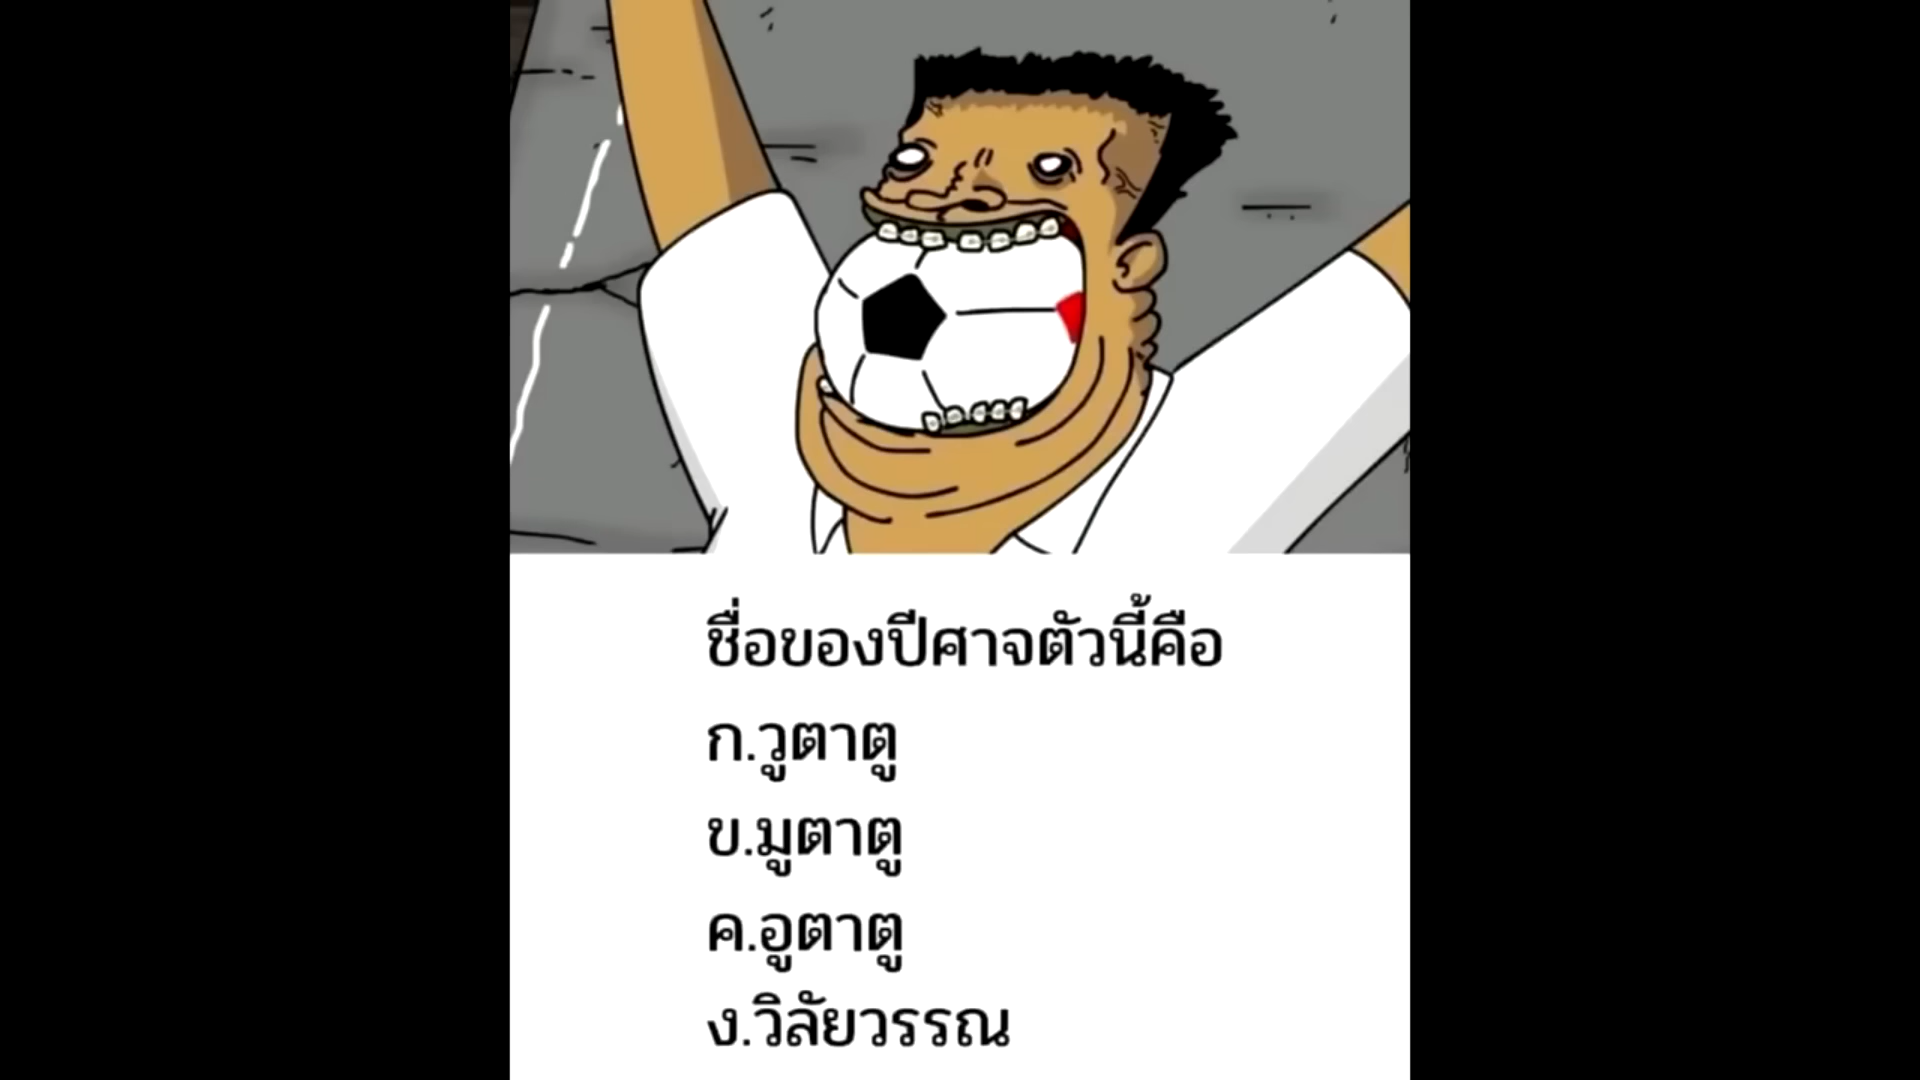 ชื่อของปีศาจตัวนี้คือ
ก.วูตาตู
ข.มูตาตู
ค.อูตาตู
ง.วิลัยวรรณ